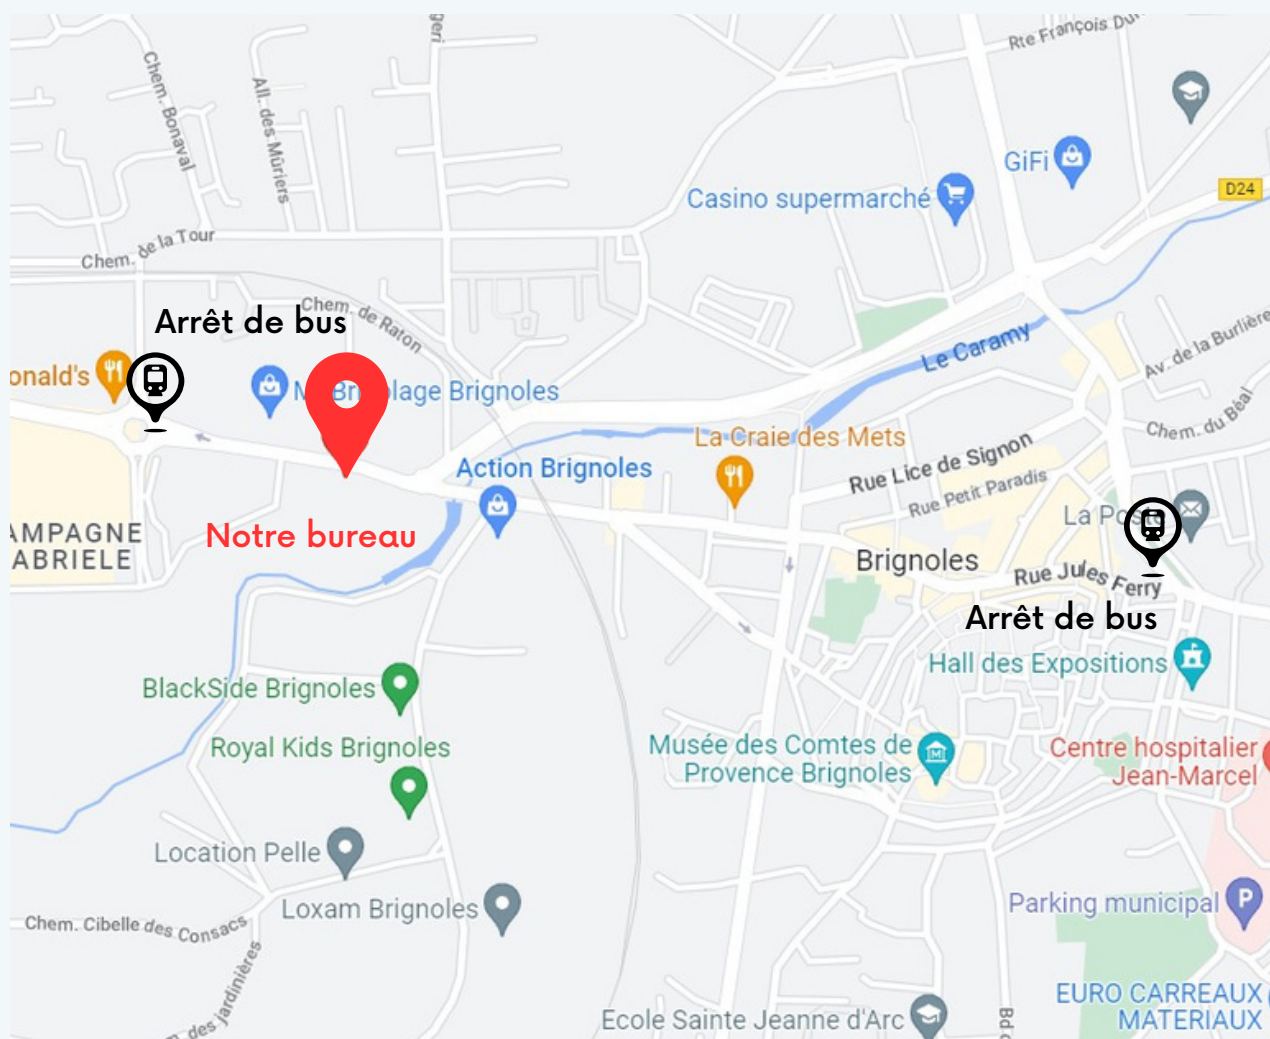 geri
Rte François Du
Chem. Bonaval
All. des Mûriers
GiFi
Casino supermarché
D24
Chem. de la Tour
Arrêt de bus
Chem. de Raton
Le Caramy
Av. de la Burlière
onald's
Brignoles
Chem. du Béal
La Craie des Mets
Action Brignoles
Rue Lice de Signon
Rue Petit Paradis
La Poste
AMPAGNE
ABRIELE
Notre bureau
Brignoles
Rue Jules Ferry
Arrêt de bus
Hall des Expositions
BlackSide Brignoles
Royal Kids Brignoles
Musée des Comtes de
Provence Brignoles
Centre hospitalier
Jean-Marcel
Location Pelle
Loxam Brignoles
Parking municipal
Chem. Cibelle des Consacs
des jardinières
EURO CARREAUX
MATERIAUX
Ecole Sainte Jeanne d'Arc
Bd